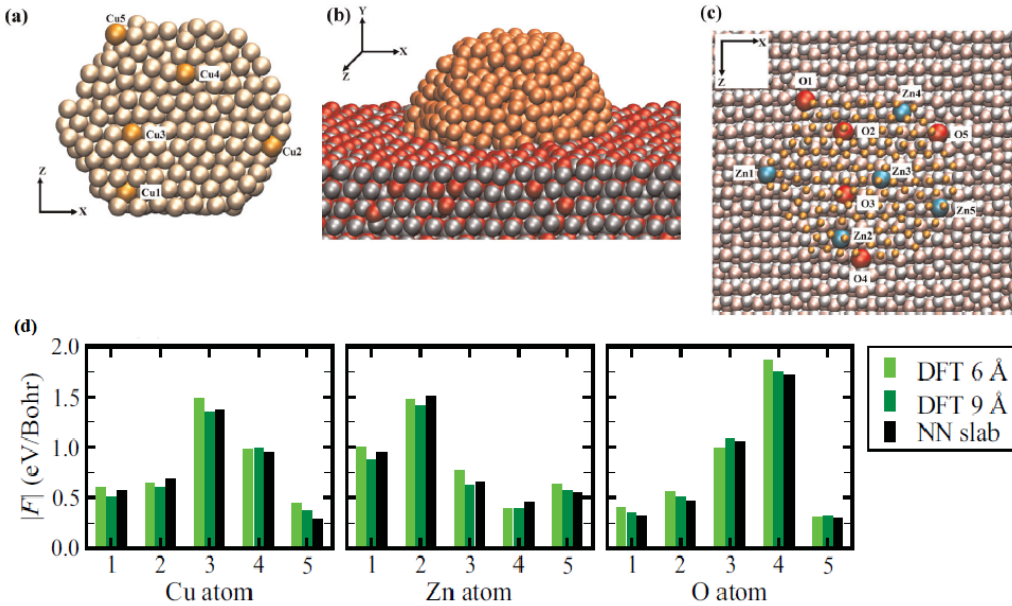 (a)
Cu5
Cu4
Cu3
Cu2
Cu1
Z
X
(b)
Y
X
Z
(c)
X
Z
O1
Zn4
O2
O5
Zn1
Zn3
O3
Zn5
Zn2
O4
(d)
|F| (eV/Bohr)
2.0
1.5
1.0
0.5
0.0
1 2 3 4 5
Cu atom
1 2 3 4 5
Zn atom
1 2 3 4 5
O atom
DFT 6 Å
DFT 9 Å
NN slab